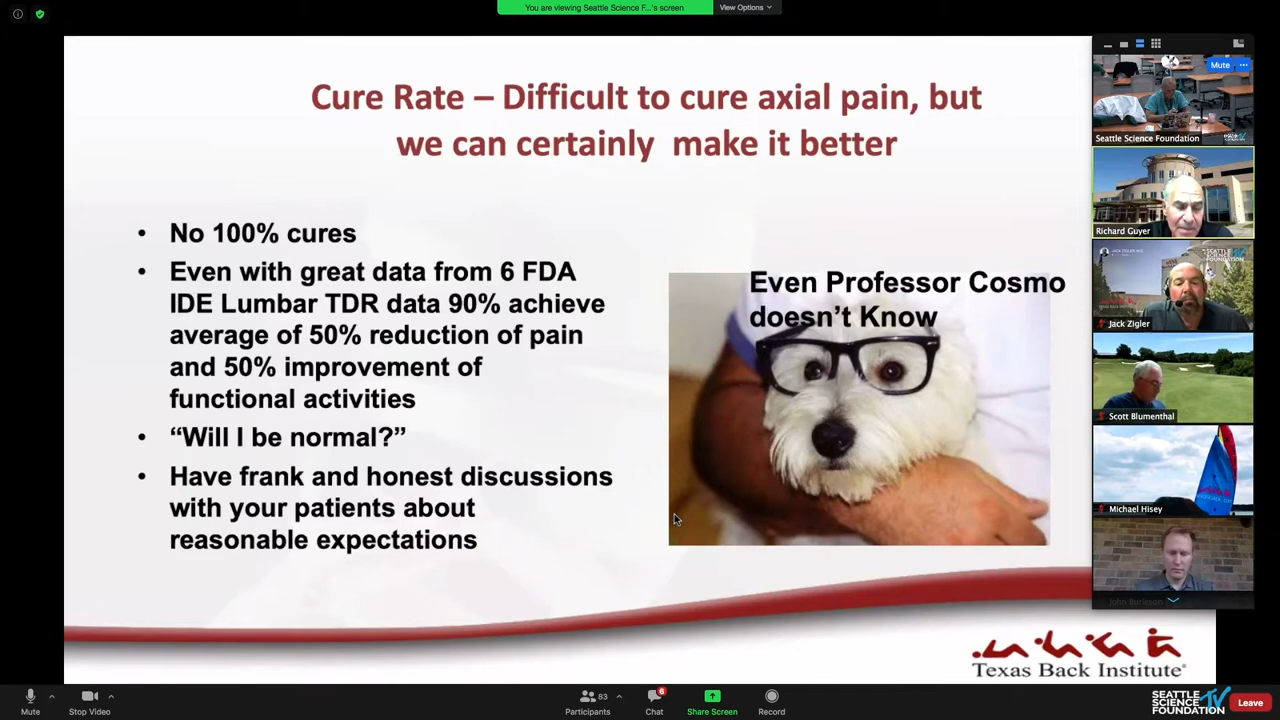 You are viewing Seattle Science F...'s screen
View Options
Cure Rate – Difficult to cure axial pain, but
we can certainly make it better
• No 100% cures
• Even with great data from 6 FDA
IDE Lumbar TDR data 90% achieve
average of 50% reduction of pain
and 50% improvement of
functional activities
• “Will I be normal?”
• Have frank and honest discussions
with your patients about
reasonable expectations
Even Professor Cosmo
doesn’t Know
Texas Back Institute®
Mute
Seattle Science Foundation
Richard Guyer
Jack Zigler
Scott Blumenthal
Michael Hisey
John Burleson
Mute
Stop Video
83
Participants
6
Chat
Share Screen
Record
SEATTLE
SCIENCE
FOUNDATION
TV
Leave